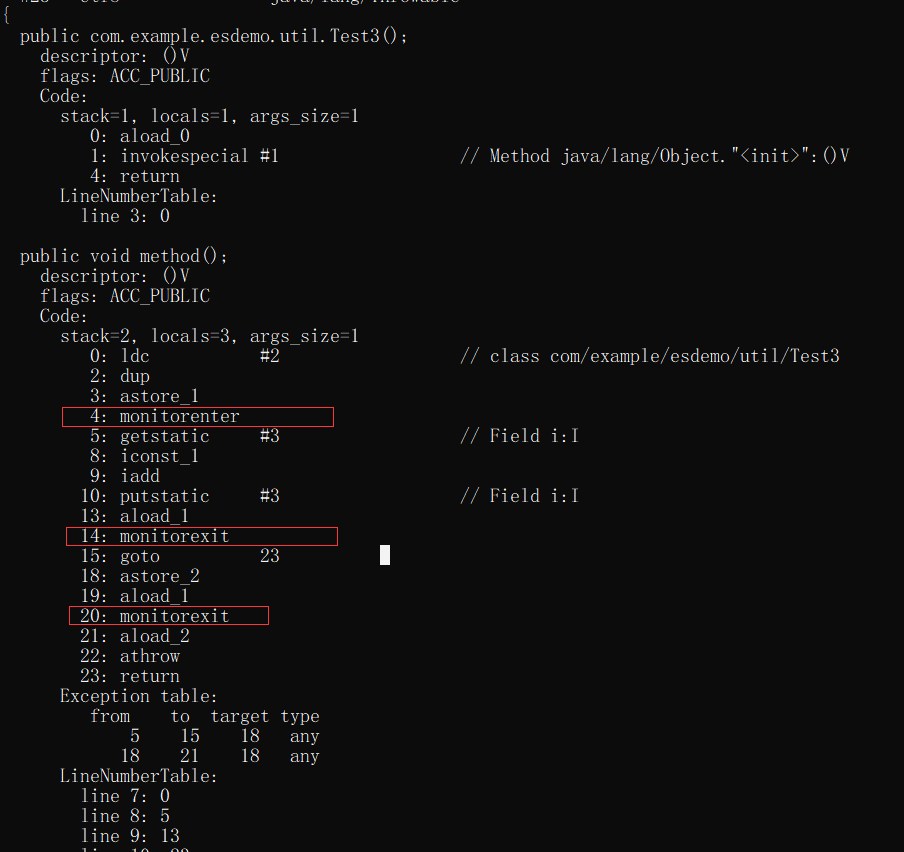 {
  public com.example.esdemo.util.Test3();
    descriptor: ()V
    flags: ACC_PUBLIC
    Code:
      stack=1, locals=1, args_size=1
         0: aload_0
         1: invokespecial #1                  // Method java/lang/Object."<init>":()V
         4: return
      LineNumberTable:
        line 3: 0
  public void method();
    descriptor: ()V
    flags: ACC_PUBLIC
    Code:
      stack=2, locals=3, args_size=1
         0: ldc           #2                  // class com/example/esdemo/util/Test3
         2: dup
         3: astore_1
         4: monitorenter
         5: getstatic     #3                  // Field i:I
         8: iconst_1
         9: iadd
        10: putstatic     #3                  // Field i:I
        13: aload_1
        14: monitorexit
        15: goto          23
        18: astore_2
        19: aload_1
        20: monitorexit
        21: aload_2
        22: athrow
        23: return
      Exception table:
         from    to  target type
             5    15    18   any
            18    21    18   any
      LineNumberTable:
        line 7: 0
        line 8: 5
        line 9: 13